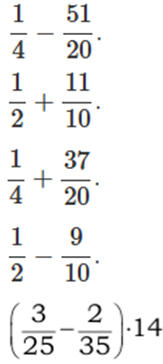 1/4 − 51/20.
1/2 + 11/10.
1/4 + 37/20.
1/2 − 9/10.
(3/25 − 2/35)·14